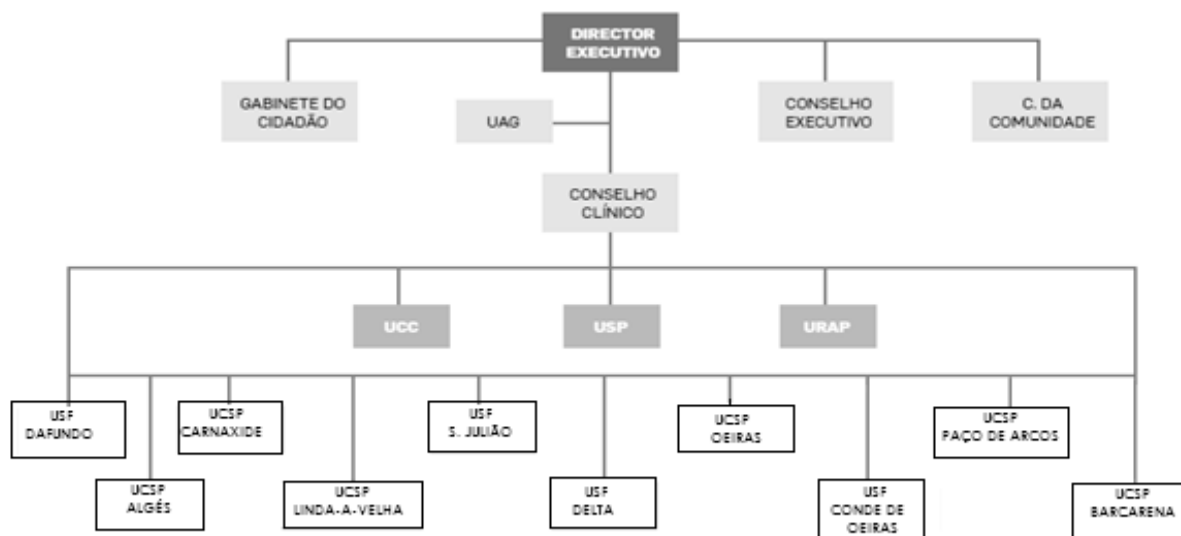 DIRECTOR
EXECUTIVO
GABINETE DO
CIDADÃO
UAG
CONSELHO
EXECUTIVO
C. DA
COMUNIDADE
CONSELHO
CLÍNICO
UCC
USP
URAP
USF
DAFUNDO
UCSP
CARNAXIDE
USF
S. JULIÃO
UCSP
OEIRAS
UCSP
PAÇO DE ARCOS
UCSP
ALGÉS
UCSP
LINDA-A-VELHA
USF
DELTA
USF
CONDE DE
OEIRAS
UCSP
BARCARENA